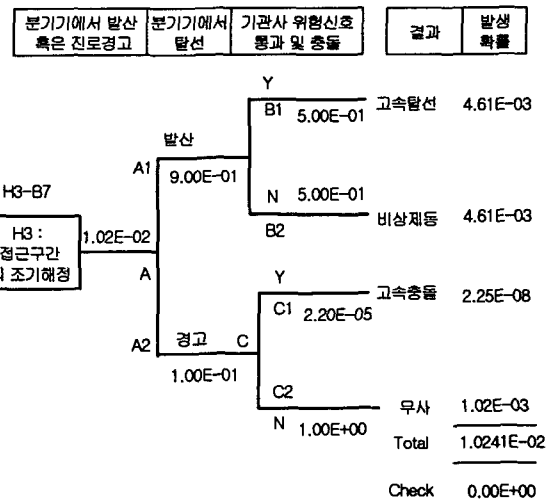 분기기에서 발산 분기기에서 기관사 위험신호 결과 발생
혹은 진로경고 탈선 통과 및 충돌 확률
Y
B1 5.00E-01 고속탈선 4.61E-03
발산
A1 9.00E-01
N 5.00E-01
B2 비상제동 4.61E-03
H3-B7
H3 : 1.02E-02
접근구간
조기해정
A
Y
C1 2.20E-05 고속충돌 2.25E-08
A2 경고 C
1.00E-01
C2
N 1.00E+00 무사 1.02E-03
Total 1.0241E-02
Check 0.00E+00